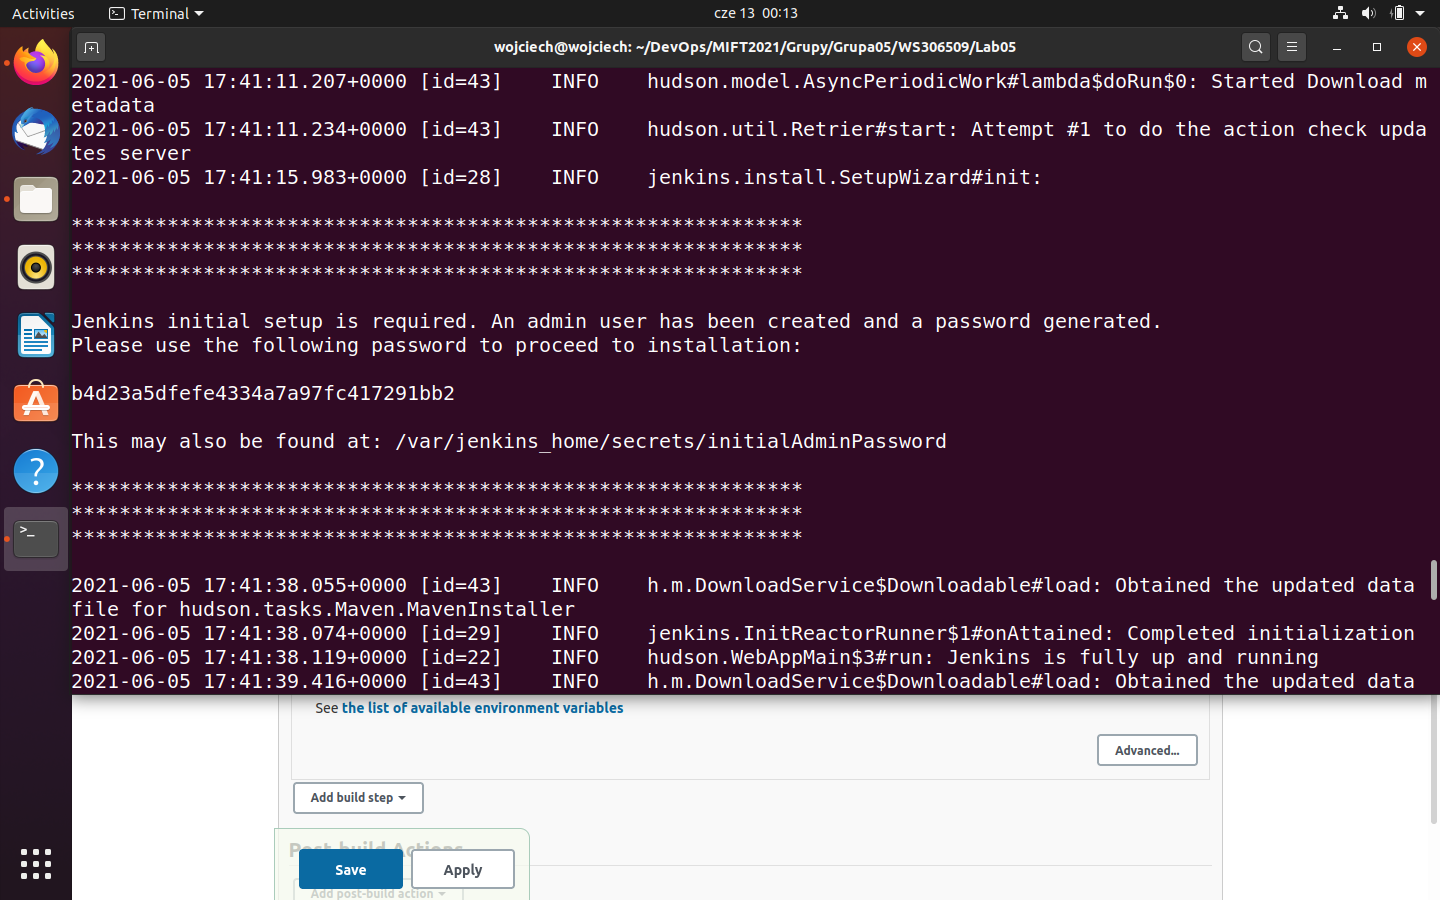 Activities
Terminal
cze 13 00:13
wojciech@wojciech: ~/DevOps/MIFT2021/Grupy/Grupa05/WS306509/Lab05
2021-06-05 17:41:11.207+0000 [id=43] INFO hudson.model.AsyncPeriodicWork#lambda$doRun$0: Started Download m
etadata
2021-06-05 17:41:11.234+0000 [id=43] INFO hudson.util.Retrier#start: Attempt #1 to do the action check upda
tes server
2021-06-05 17:41:15.983+0000 [id=28] INFO jenkins.install.SetupWizard#init:
*************************************************************
*************************************************************
*************************************************************
Jenkins initial setup is required. An admin user has been created and a password generated.
Please use the following password to proceed to installation:
b4d23a5dfefe4334a7a97fc417291bb2
This may also be found at: /var/jenkins_home/secrets/initialAdminPassword
*************************************************************
*************************************************************
*************************************************************
2021-06-05 17:41:38.055+0000 [id=43] INFO h.m.DownloadService$Downloadable#load: Obtained the updated data
file for hudson.tasks.Maven.MavenInstaller
2021-06-05 17:41:38.074+0000 [id=29] INFO jenkins.InitReactorRunner$1#onAttained: Completed initialization
2021-06-05 17:41:38.119+0000 [id=22] INFO hudson.WebAppMain$3#run: Jenkins is fully up and running
2021-06-05 17:41:39.416+0000 [id=43] INFO h.m.DownloadService$Downloadable#load: Obtained the updated data
See the list of available environment variables
Advanced...
Add build step
Post-build Actions
Save
Apply
Add post-build action